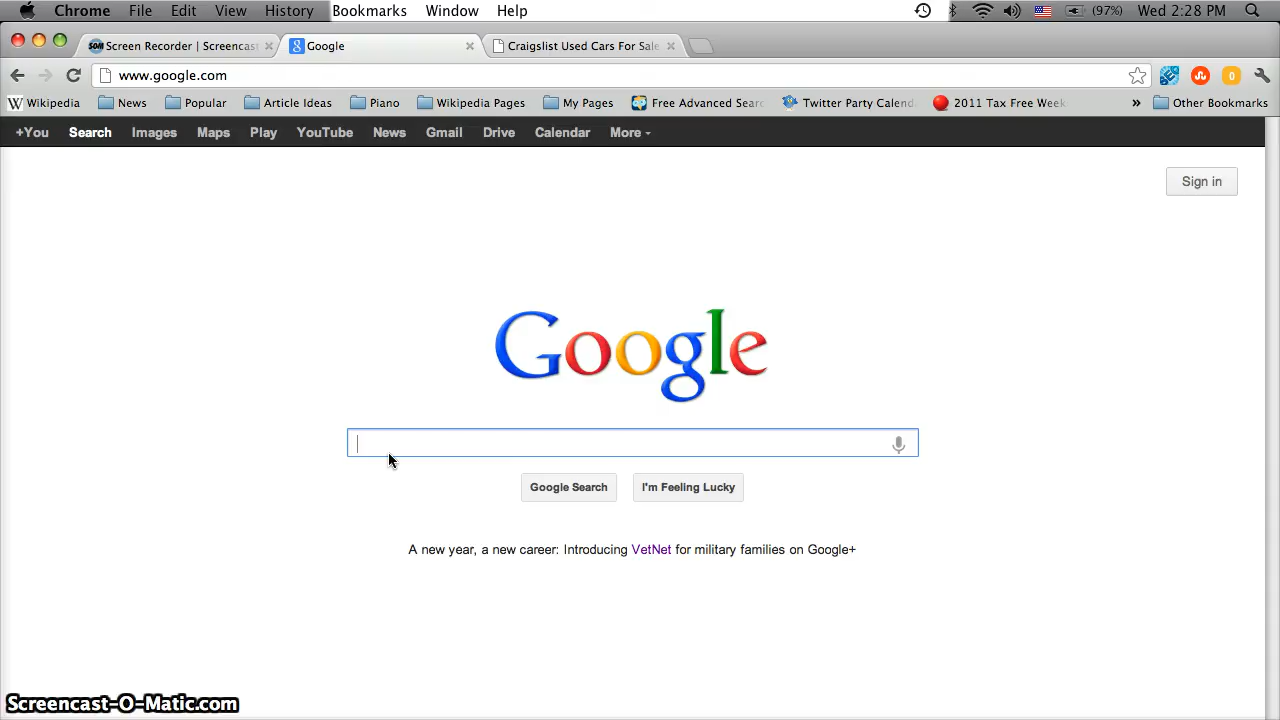 Chrome File Edit View History Bookmarks Window Help (97%) Wed 2:28 PM
SOM Screen Recorder | Screencast Google Craigslist Used Cars For Sale
www.google.com
W Wikipedia News Popular Article Ideas Piano Wikipedia Pages My Pages Free Advanced Sear Twitter Party Calend 2011 Tax Free Week » Other Bookmarks
+You Search Images Maps Play YouTube News Gmail Drive Calendar More
Sign in
Google
Google Search I'm Feeling Lucky
A new year, a new career: Introducing VetNet for military families on Google+
Screencast-O-Matic.com